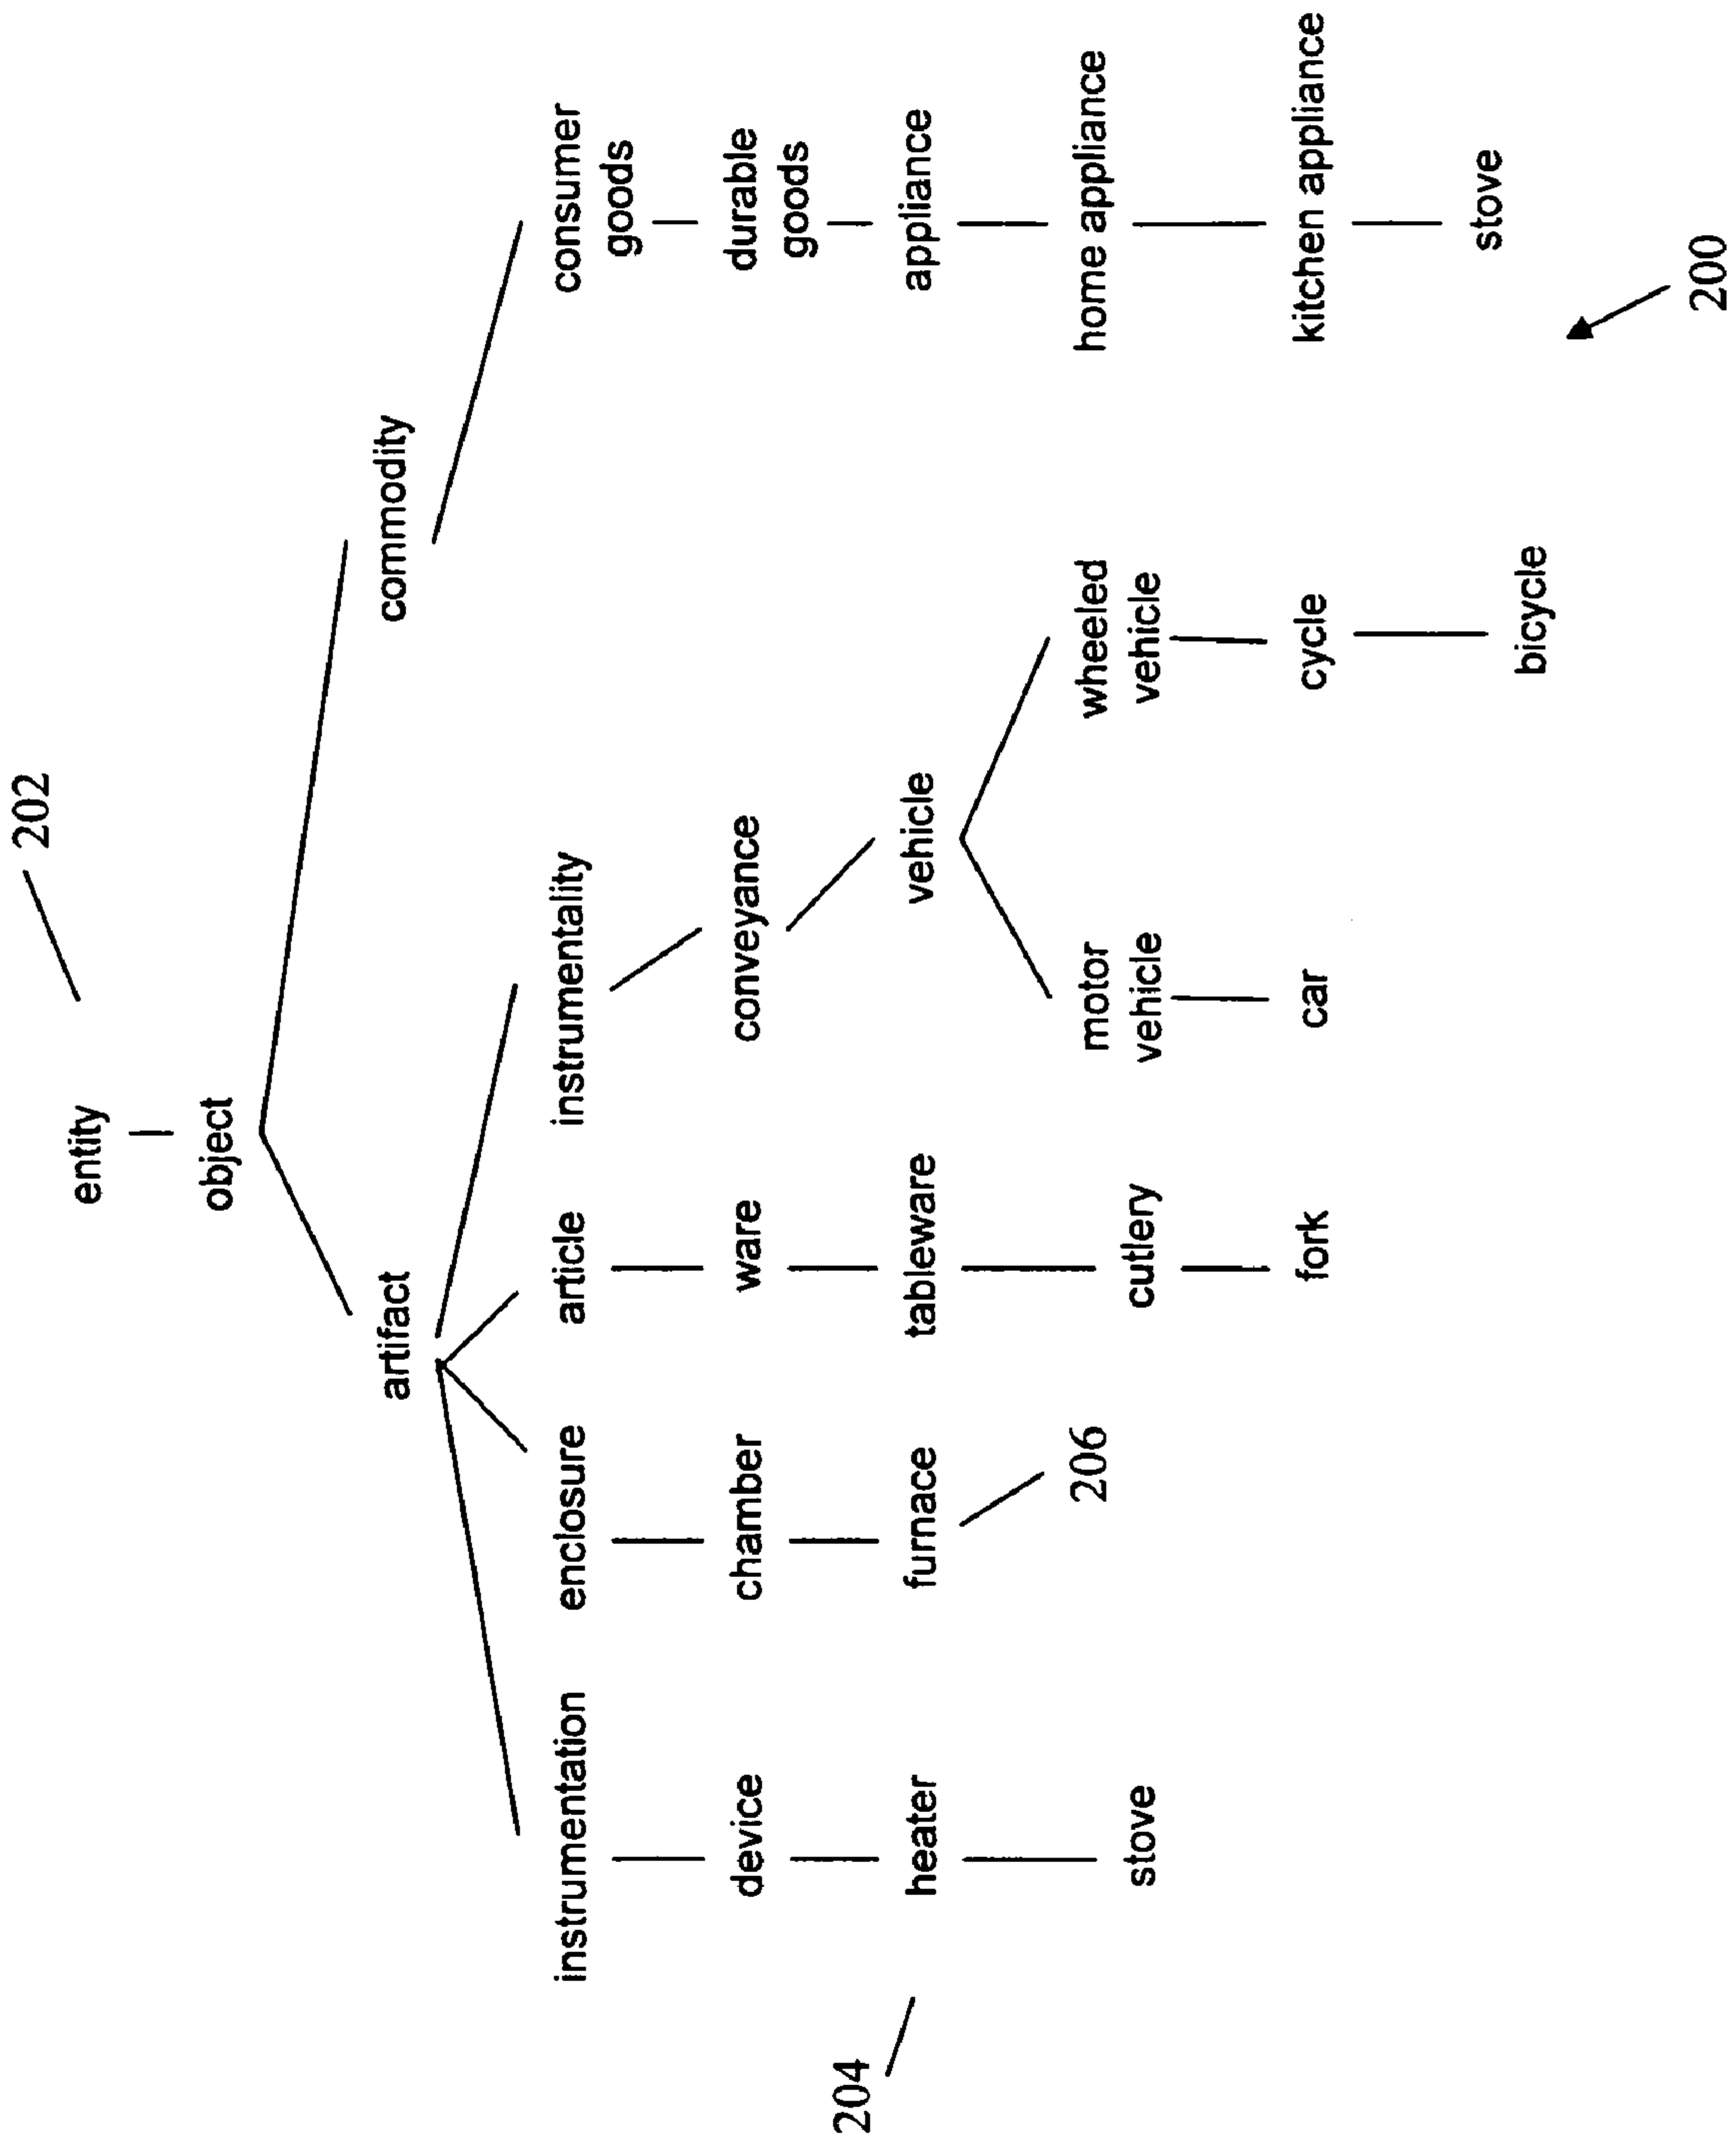 202
entity
object
artifact
commodity
instrumentation
enclosure
article
instrumentality
consumer
goods
device
chamber
ware
conveyance
durable
goods
204
heater
furnace
tableware
vehicle
appliance
stove
206
cutlery
motor
vehicle
wheeled
vehicle
home appliance
fork
car
cycle
kitchen appliance
bicycle
stove
200